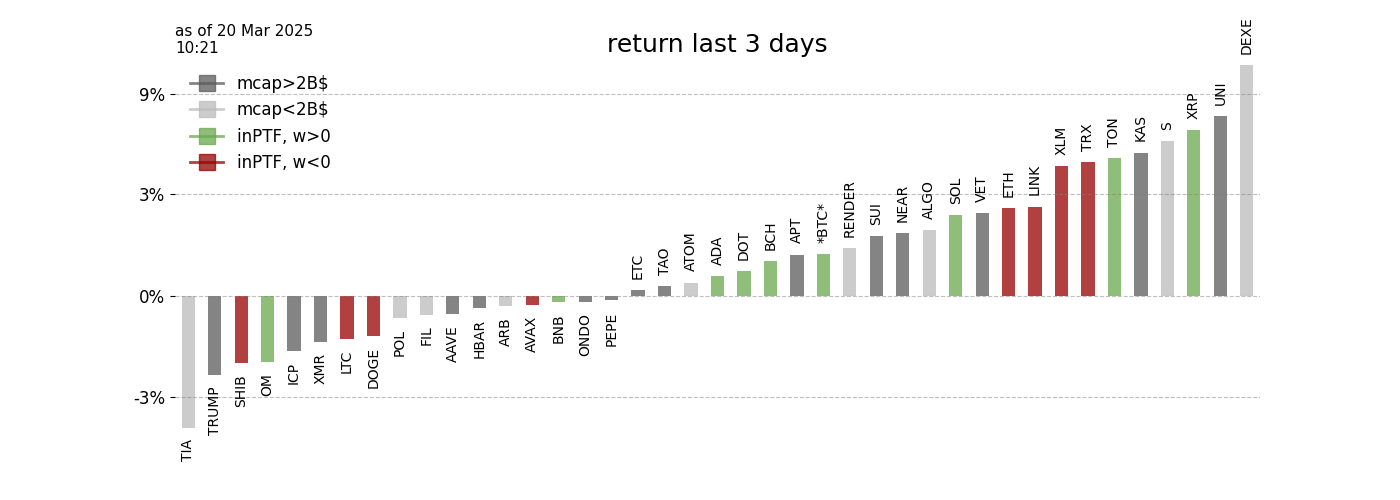 as of 20 Mar 2025
10:21
return last 3 days
mcap>2B$
mcap<2B$
inPTF, w>0
inPTF, w<0
9%
3%
0%
-3%
TIA
TRUMP
SHIB
OM
ICP
XMR
LTC
DOGE
POL
FIL
AAVE
HBAR
ARB
AVAX
BNB
ONDO
PEPE
ETC
TAO
ATOM
ADA
DOT
BCH
APT
*BTC*
RENDER
SUI
NEAR
ALGO
SOL
VET
ETH
LINK
XLM
TRX
TON
KAS
S
XRP
UNI
DEXE